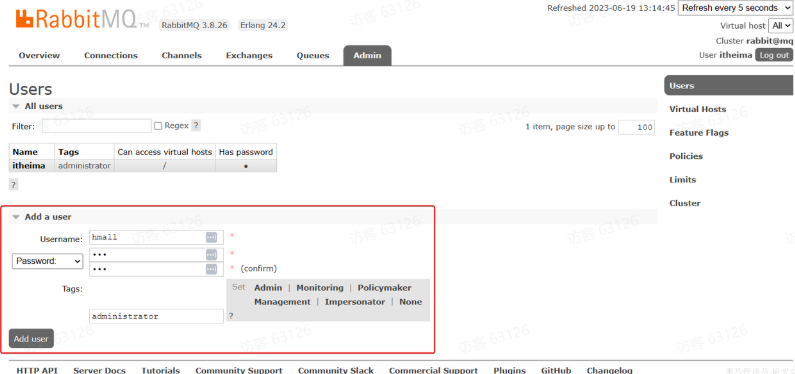 Refreshed 2023-06-19 13:14:45 Refresh every 5 seconds
RabbitMQ TM RabbitMQ 3.8.26 Erlang 24.2
Virtual host All
Cluster rabbit@mq
User itheima Log out
Overview Connections Channels Exchanges Queues Admin
Users
All users
Filter: Regex ? 1 item, page size up to 100
Name Tags Can access virtual hosts Has password
itheima administrator / •
?
Add a user
Username: hmall *
Password: ••• *
••• * (confirm)
Tags: Set Admin | Monitoring | Policymaker
Management | Impersonator | None
administrator ?
Add user
HTTP API Server Docs Tutorials Community Support Community Slack Commercial Support Plugins GitHub Changelog
Users
Virtual Hosts
Feature Flags
Policies
Limits
Cluster
访客 63126